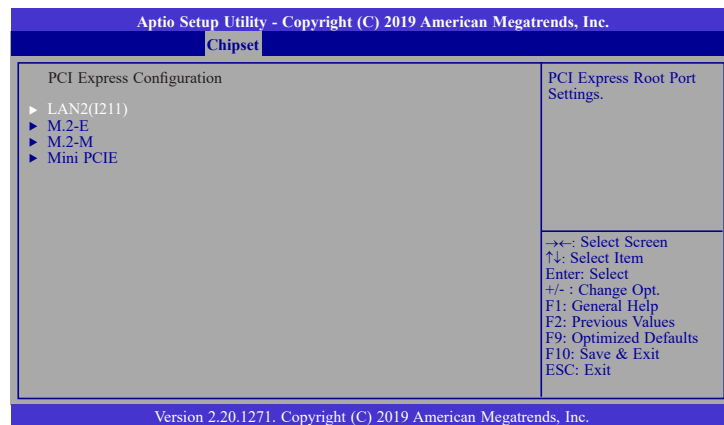 Aptio Setup Utility - Copyright (C) 2019 American Megatrends, Inc.
Chipset
PCI Express Configuration
► LAN2(I211)
► M.2-E
► M.2-M
► Mini PCIE
PCI Express Root Port
Settings.
→←: Select Screen
↑↓: Select Item
Enter: Select
+/- : Change Opt.
F1: General Help
F2: Previous Values
F9: Optimized Defaults
F10: Save & Exit
ESC: Exit
Version 2.20.1271. Copyright (C) 2019 American Megatrends, Inc.